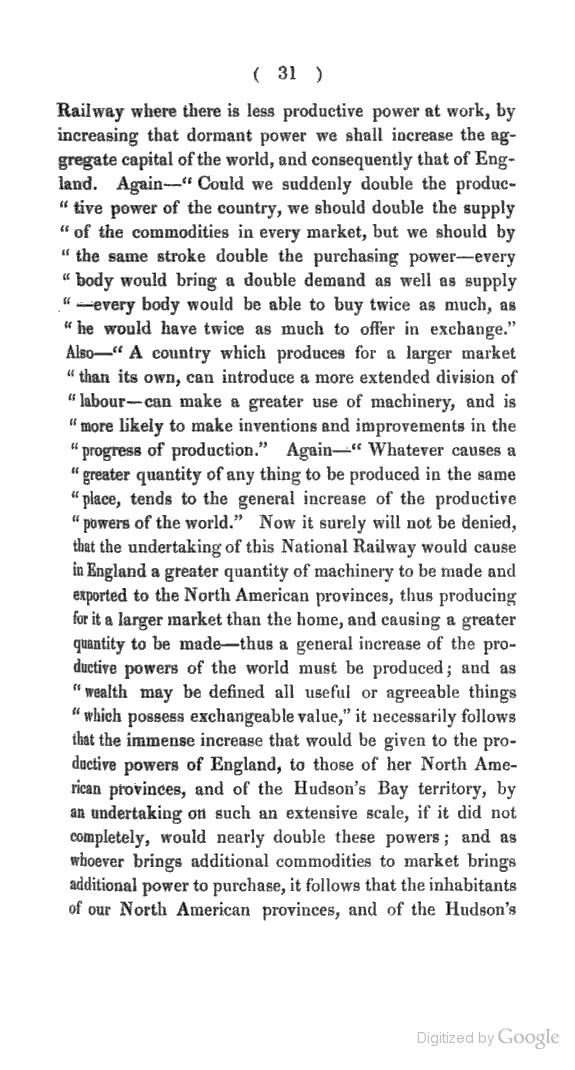 ( 31 )
Railway where there is less productive power at work, by
increasing that dormant power we shall increase the ag-
gregate capital of the world, and consequently that of Eng-
land. Again—“ Could we suddenly double the produc-
“ tive power of the country, we should double the supply
“ of the commodities in every market, but we should by
“ the same stroke double the purchasing power—every
“ body would bring a double demand as well as supply
“ —every body would be able to buy twice as much, as
“ he would have twice as much to offer in exchange.”
Also—“ A country which produces for a larger market
“ than its own, can introduce a more extended division of
“ labour—can make a greater use of machinery, and is
“ more likely to make inventions and improvements in the
“ progress of production.” Again—“ Whatever causes a
“ greater quantity of any thing to be produced in the same
“ place, tends to the general increase of the productive
“ powers of the world.” Now it surely will not be denied,
that the undertaking of this National Railway would cause
in England a greater quantity of machinery to be made and
exported to the North American provinces, thus producing
for it a larger market than the home, and causing a greater
quantity to be made—thus a general increase of the pro-
ductive powers of the world must be produced; and as
“ wealth may be defined all useful or agreeable things
“ which possess exchangeable value,” it necessarily follows
that the immense increase that would be given to the pro-
ductive powers of England, to those of her North Ame-
rican provinces, and of the Hudson’s Bay territory, by
an undertaking on such an extensive scale, if it did not
completely, would nearly double these powers; and as
whoever brings additional commodities to market brings
additional power to purchase, it follows that the inhabitants
of our North American provinces, and of the Hudson’s
Digitized by Google